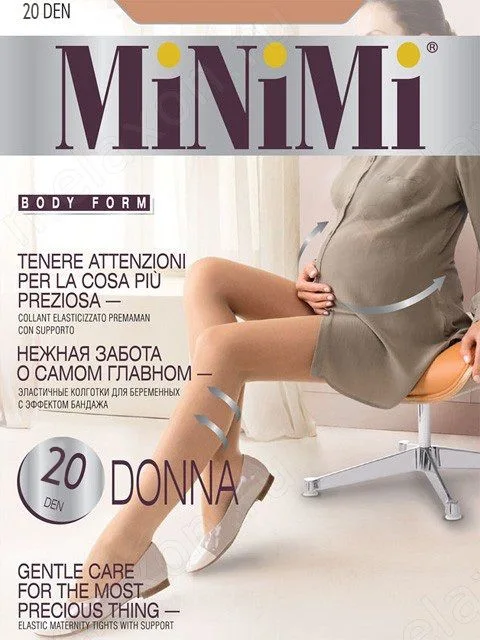 20 DEN
MiNiMi®
BODY FORM
TENERE ATTENZIONI
PER LA COSA PIÙ
PREZIOSA —
COLLANT ELASTICIZZATO PREMAMAN
CON SUPPORTO
НЕЖНАЯ ЗАБОТА
О САМОМ ГЛАВНОМ —
ЭЛАСТИЧНЫЕ КОЛГОТКИ ДЛЯ БЕРЕМЕННЫХ
С ЭФФЕКТОМ БАНДАЖА
20
DEN
DONNA
GENTLE CARE
FOR THE MOST
PRECIOUS THING —
ELASTIC MATERNITY TIGHTS WITH SUPPORT